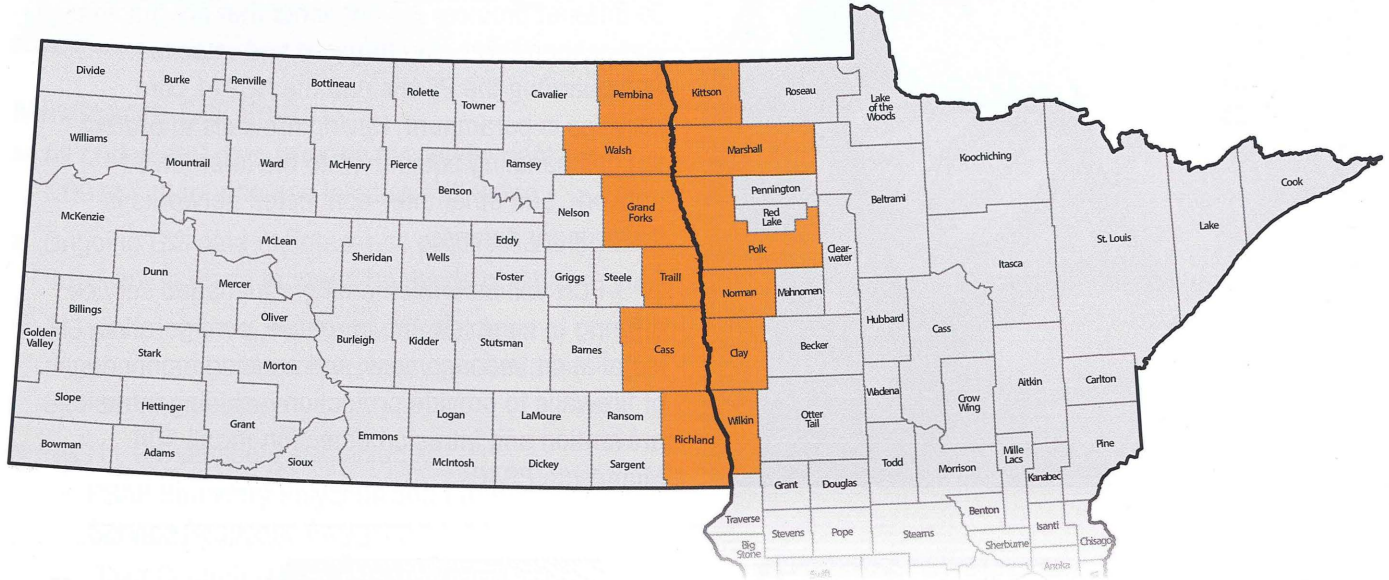 Divide
Burke
Renville
Bottineau
Rolette
Towner
Cavalier
Pembina
Kittson
Roseau
Lake
of the
Woods
Williams
Mountrail
Ward
McHenry
Pierce
Benson
Ramsey
Walsh
Marshall
Koochiching
Cook
McKenzie
Nelson
Grand
Forks
Pennington
Red
Lake
Beltrami
McLean
Sheridan
Wells
Eddy
Foster
Griggs
Steele
Traill
Polk
Clear-
water
Itasca
St. Louis
Lake
Dunn
Mercer
Oliver
Norman
Mahnomen
Billings
Golden
Valley
Stark
Morton
Burleigh
Kidder
Stutsman
Barnes
Cass
Clay
Becker
Hubbard
Cass
Aitkin
Carlton
Slope
Hettinger
Grant
Emmons
Logan
LaMoure
Ransom
Richland
Wilkin
Otter
Tail
Wadena
Crow
Wing
Pine
Bowman
Adams
Sioux
McIntosh
Dickey
Sargent
Grant
Douglas
Todd
Morrison
Mille
Lacs
Kanabec
Traverse
Big
Stone
Stevens
Pope
Stearns
Benton
Sherburne
Isanti
Chisago
Swift
Anoka